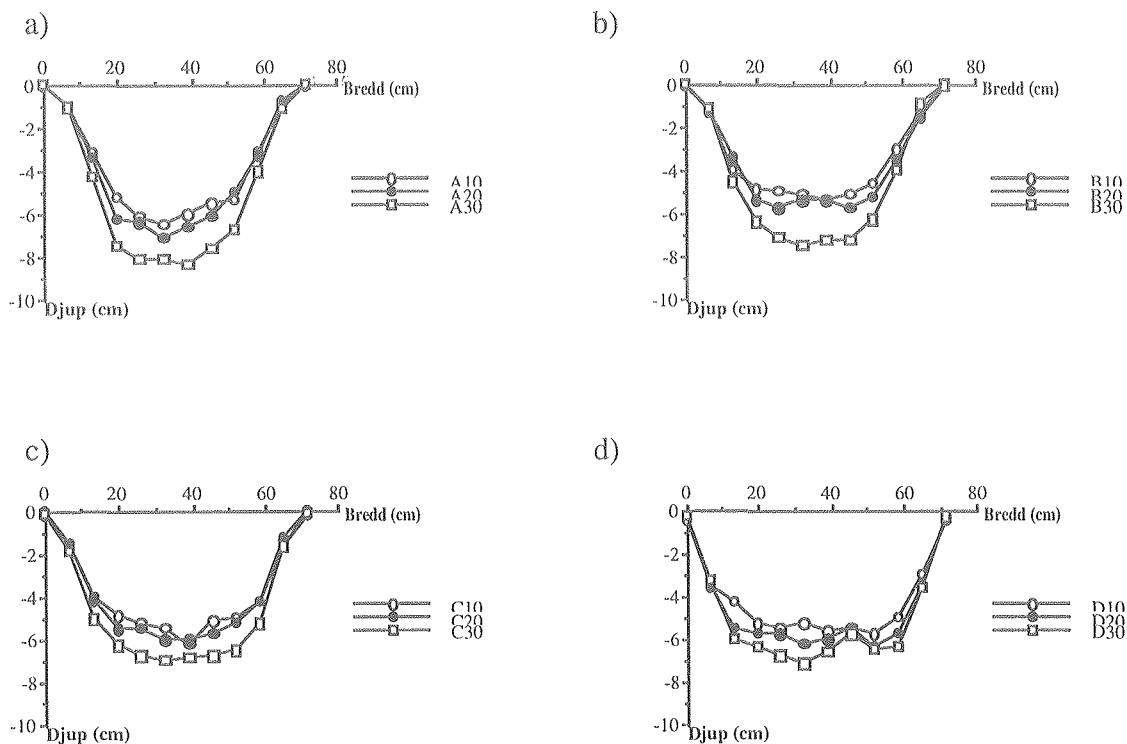 a)
0 20 40 60 80
Bredd (cm)
0
-2
-4
-6
-8
-10
Djup (cm)
A10
A20
A30
b)
0 20 40 60 80
Bredd (cm)
0
-2
-4
-6
-8
-10
Djup (cm)
B10
B20
B30
c)
0 20 40 60 80
Bredd (cm)
0
-2
-4
-6
-8
-10
Djup (cm)
C10
C20
C30
d)
0 20 40 60 80
Bredd (cm)
0
-2
-4
-6
-8
-10
Djup (cm)
D10
D20
D30